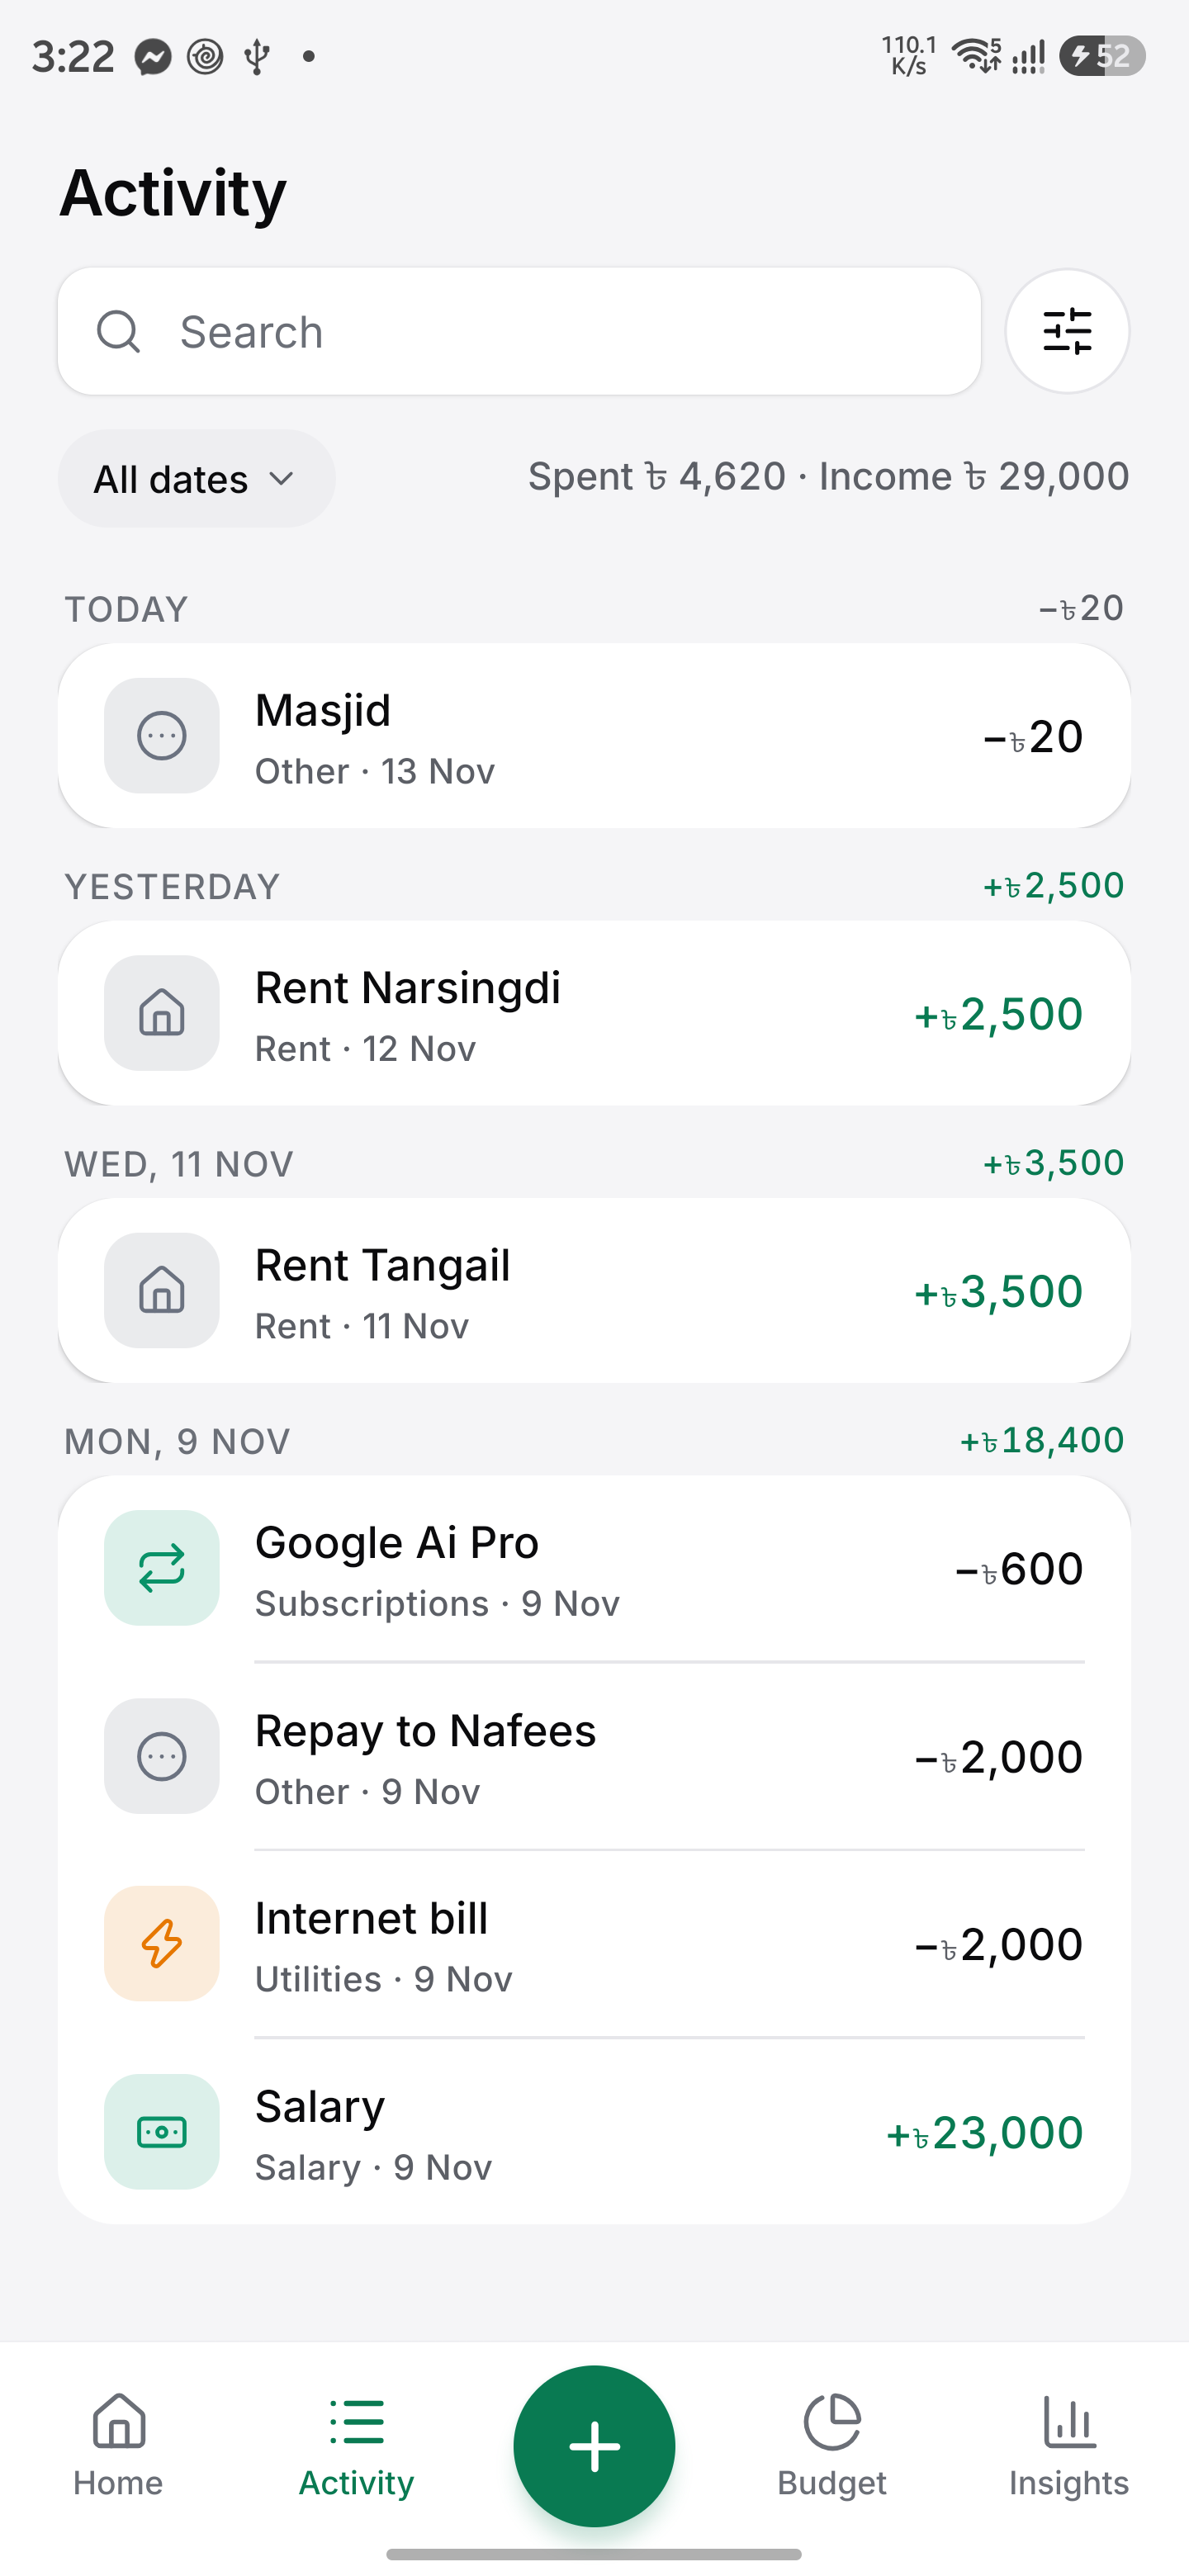 3:22
110.1 K/s 5 52
Activity
Search
All dates
Spent ৳ 4,620 · Income ৳ 29,000
TODAY −৳20
Masjid
Other · 13 Nov
−৳20
YESTERDAY +৳2,500
Rent Narsingdi
Rent · 12 Nov
+৳2,500
WED, 11 NOV +৳3,500
Rent Tangail
Rent · 11 Nov
+৳3,500
MON, 9 NOV +৳18,400
Google Ai Pro
Subscriptions · 9 Nov
−৳600
Repay to Nafees
Other · 9 Nov
−৳2,000
Internet bill
Utilities · 9 Nov
−৳2,000
Salary
Salary · 9 Nov
+৳23,000
Home Activity Budget Insights